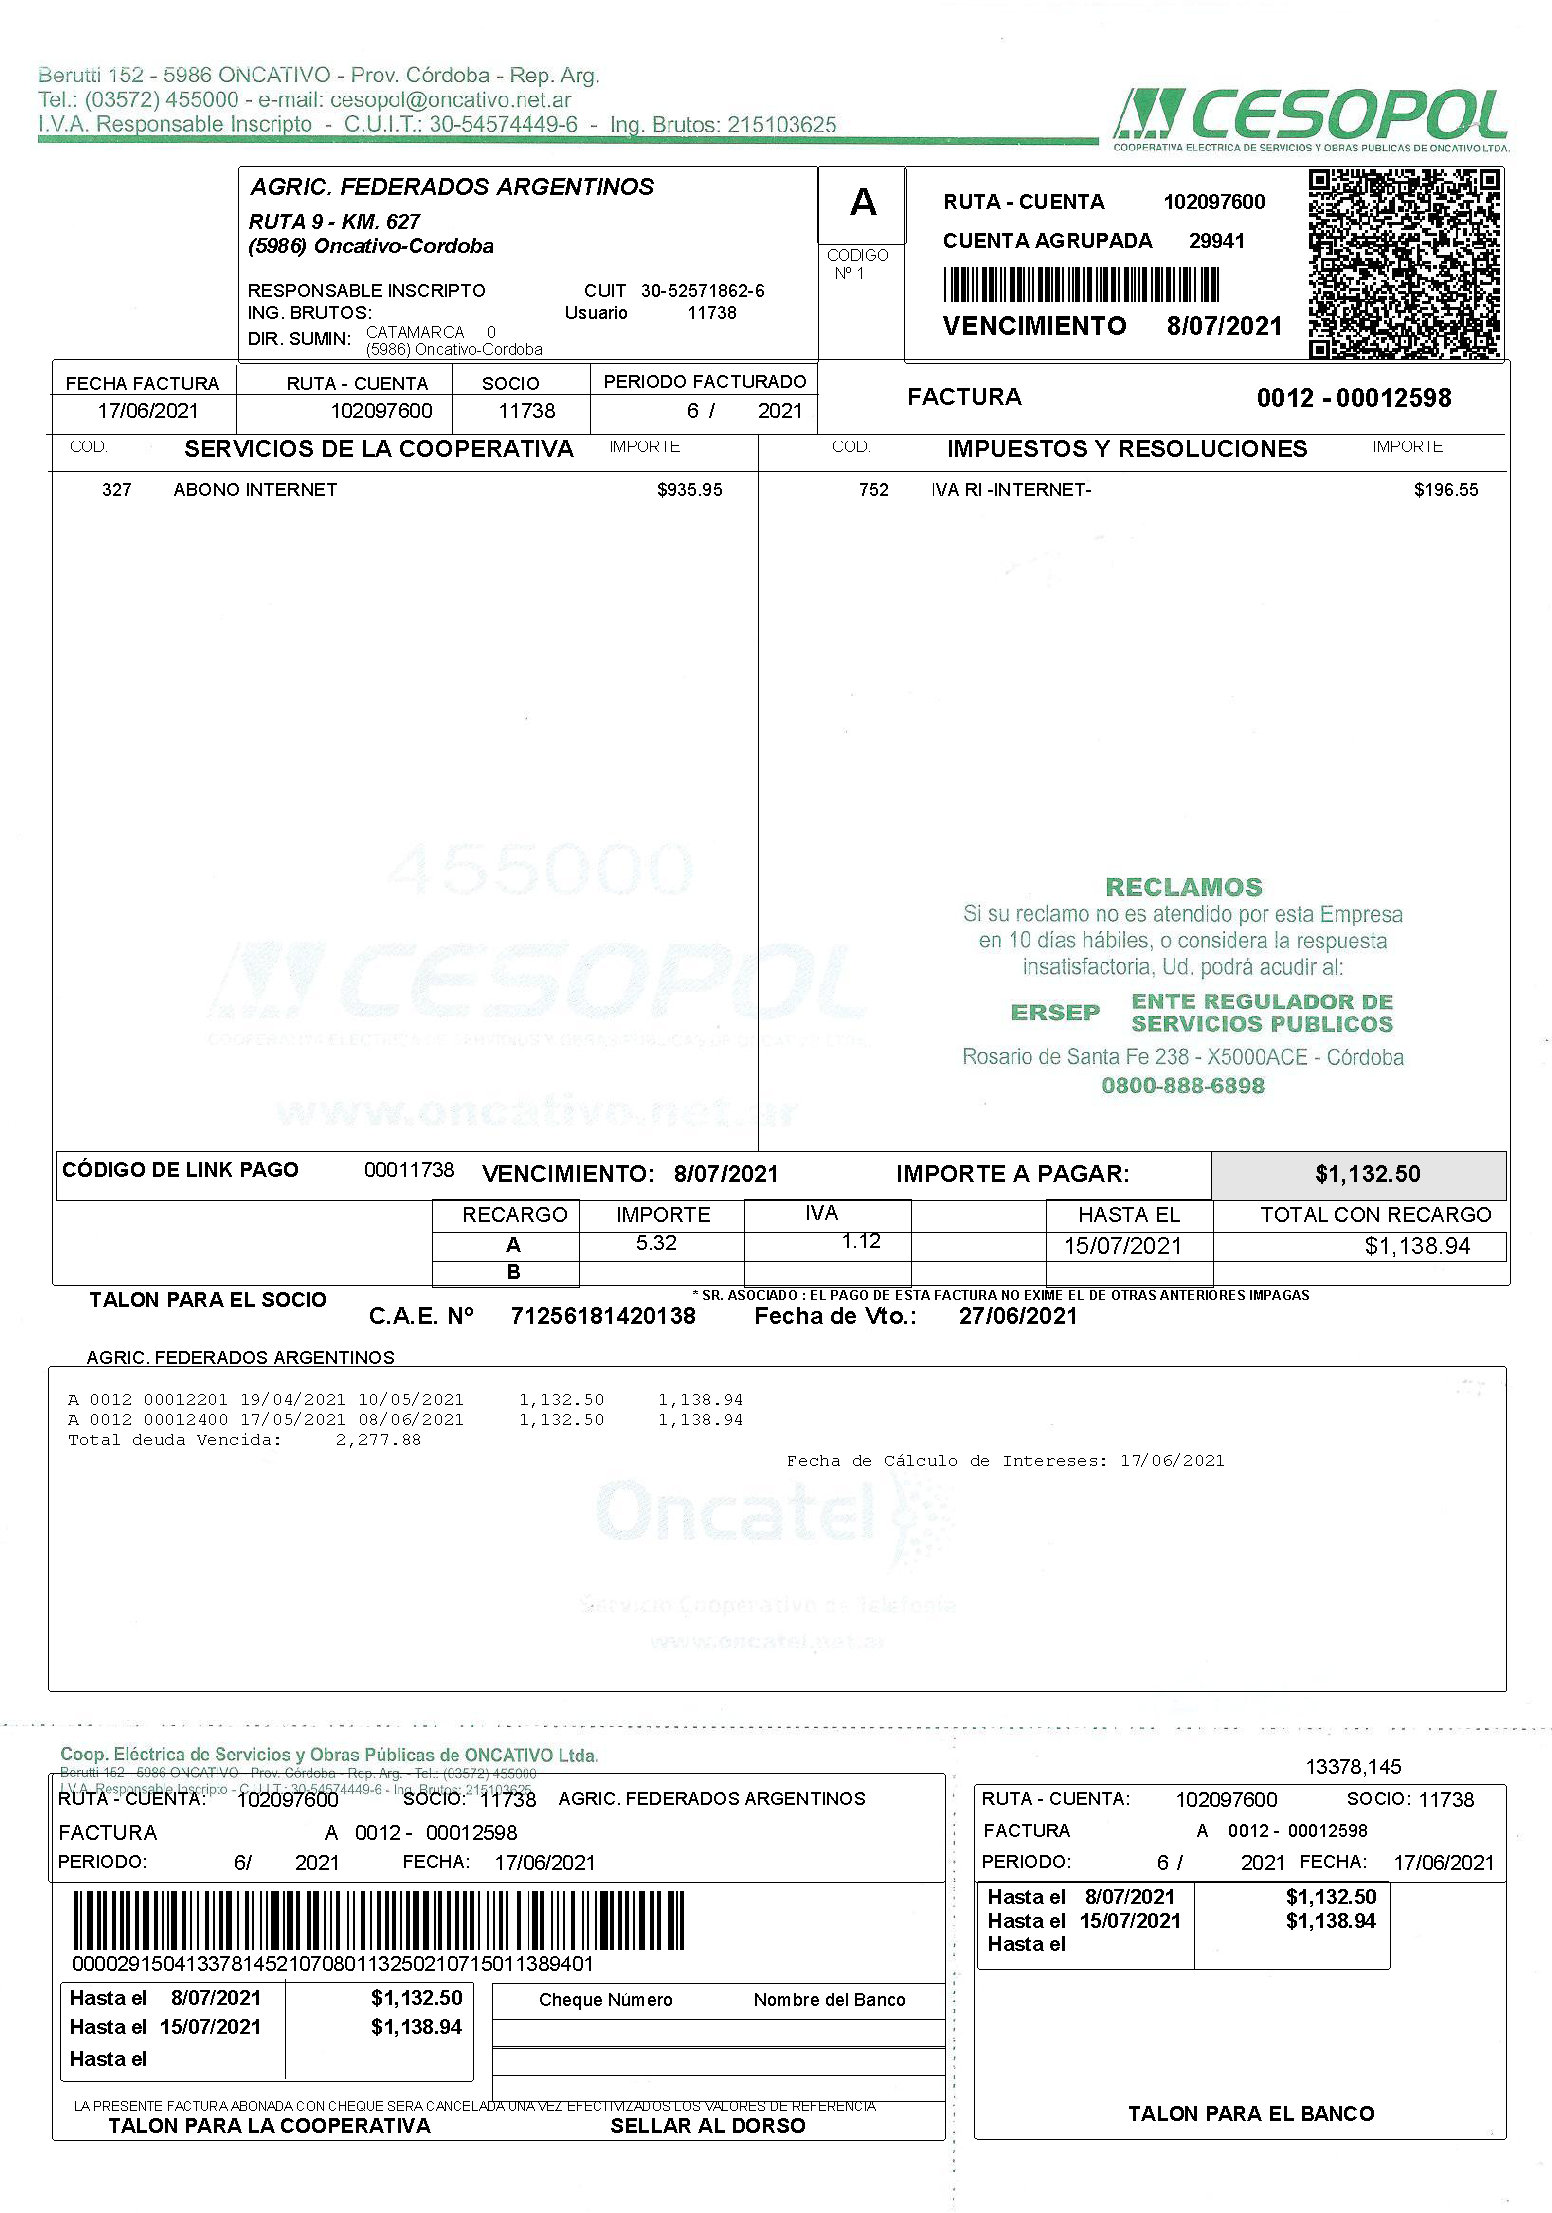 Berutti 152 - 5986 ONCATIVO - Prov. Córdoba - Rep. Arg.
Tel.: (03572) 455000 - e-mail: cesopol@oncativo.net.ar
I.V.A. Responsable Inscripto - C.U.I.T.: 30-54574449-6 - Ing. Brutos: 215103625
CESOPOL
COOPERATIVA ELECTRICA DE SERVICIOS Y OBRAS PUBLICAS DE ONCATIVO LTDA.
AGRIC. FEDERADOS ARGENTINOS
RUTA 9 - KM. 627
(5986) Oncativo-Cordoba
RESPONSABLE INSCRIPTO CUIT 30-52571862-6
ING. BRUTOS: Usuario 11738
DIR. SUMIN: CATAMARCA 0
(5986) Oncativo-Cordoba
A
CODIGO
Nº 1
RUTA - CUENTA 102097600
CUENTA AGRUPADA 29941
VENCIMIENTO 8/07/2021
FECHA FACTURA RUTA - CUENTA SOCIO PERIODO FACTURADO
17/06/2021 102097600 11738 6 / 2021
FACTURA 0012 - 00012598
COD. SERVICIOS DE LA COOPERATIVA IMPORTE COD. IMPUESTOS Y RESOLUCIONES IMPORTE
327 ABONO INTERNET $935.95 752 IVA RI -INTERNET- $196.55
455000
CESOPOL
COOPERATIVA ELECTRICA DE SERVICIOS Y OBRAS PUBLICAS DE ONCATIVO LTDA.
www.oncativo.net.ar
RECLAMOS
Si su reclamo no es atendido por esta Empresa
en 10 días hábiles, o considera la respuesta
insatisfactoria, Ud. podrá acudir al:
ERSEP ENTE REGULADOR DE
SERVICIOS PUBLICOS
Rosario de Santa Fe 238 - X5000ACE - Córdoba
0800-888-6898
CÓDIGO DE LINK PAGO 00011738 VENCIMIENTO: 8/07/2021 IMPORTE A PAGAR: $1,132.50
RECARGO IMPORTE IVA HASTA EL TOTAL CON RECARGO
A 5.32 1.12 15/07/2021 $1,138.94
B
* SR. ASOCIADO : EL PAGO DE ESTA FACTURA NO EXIME EL DE OTRAS ANTERIORES IMPAGAS
TALON PARA EL SOCIO
C.A.E. Nº 71256181420138 Fecha de Vto.: 27/06/2021
AGRIC. FEDERADOS ARGENTINOS
A 0012 00012201 19/04/2021 10/05/2021 1,132.50 1,138.94
A 0012 00012400 17/05/2021 08/06/2021 1,132.50 1,138.94
Total deuda Vencida: 2,277.88
Fecha de Cálculo de Intereses: 17/06/2021
Oncatel
Servicio Cooperativo de Telefonía
www.oncatel.net.ar
Coop. Eléctrica de Servicios y Obras Públicas de ONCATIVO Ltda.
Berutti 152 - 5986 ONCATIVO - Prov. Córdoba - Rep. Arg. - Tel.: (03572) 455000
I.V.A. Responsable Inscripto - C.U.I.T.: 30-54574449-6 - Ing. Brutos: 215103625
RUTA - CUENTA: 102097600 SOCIO: 11738 AGRIC. FEDERADOS ARGENTINOS
FACTURA A 0012 - 00012598
PERIODO: 6/ 2021 FECHA: 17/06/2021
00002915041337814521070801132502107150113​89401
Hasta el 8/07/2021 $1,132.50
Hasta el 15/07/2021 $1,138.94
Hasta el
Cheque Número Nombre del Banco
LA PRESENTE FACTURA ABONADA CON CHEQUE SERA CANCELADA UNA VEZ EFECTIVIZADOS LOS VALORES DE REFERENCIA
TALON PARA LA COOPERATIVA SELLAR AL DORSO
13378,145
RUTA - CUENTA: 102097600 SOCIO: 11738
FACTURA A 0012 - 00012598
PERIODO: 6 / 2021 FECHA: 17/06/2021
Hasta el 8/07/2021 $1,132.50
Hasta el 15/07/2021 $1,138.94
Hasta el
TALON PARA EL BANCO